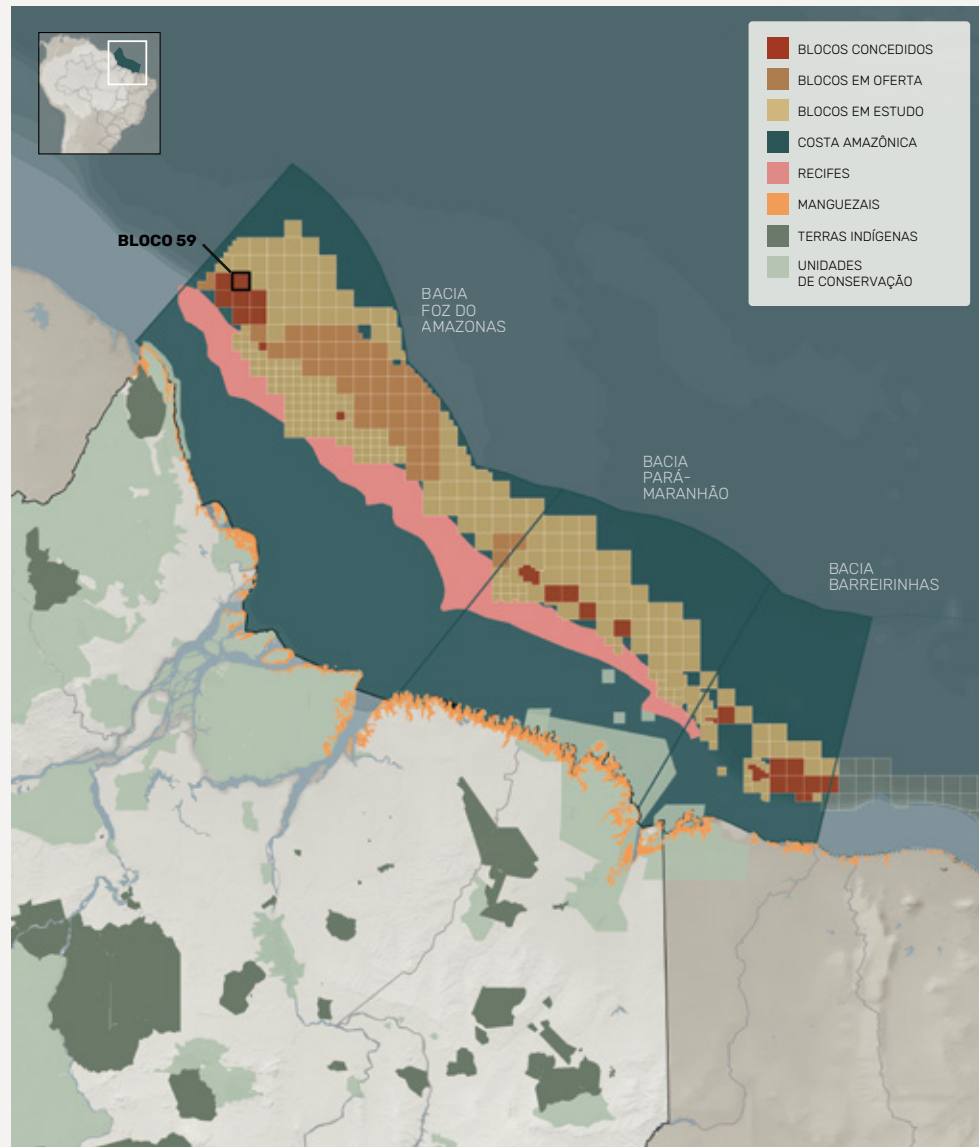 BLOCOS CONCEDIDOS
BLOCOS EM OFERTA
BLOCOS EM ESTUDO
COSTA AMAZÔNICA
RECIFES
MANGUEZAIS
TERRAS INDÍGENAS
UNIDADES
DE CONSERVAÇÃO
BLOCO 59
BACIA
FOZ DO
AMAZONAS
BACIA
PARÁ-
MARANHÃO
BACIA
BARREIRINHAS